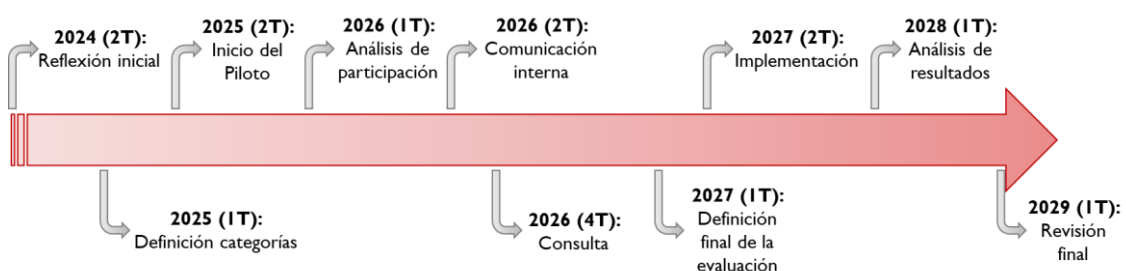 2024 (2T):
Reflexión inicial
2025 (2T):
Inicio del
Piloto
2026 (1T):
Análisis de
participación
2026 (2T):
Comunicación
interna
2027 (2T):
Implementación
2028 (1T):
Análisis de
resultados
2025 (1T):
Definición categorías
2026 (4T):
Consulta
2027 (1T):
Definición
final de la
evaluación
2029 (1T):
Revisión
final